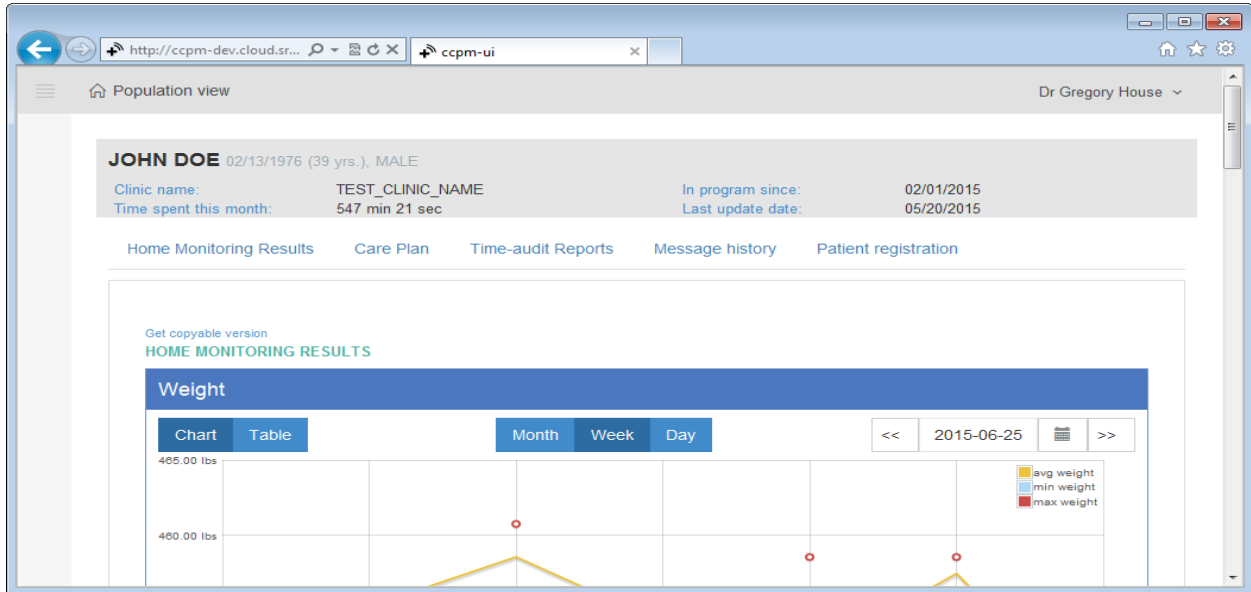 http://ccpm-dev.cloud.sr... ccpm-ui
Population view Dr Gregory House
JOHN DOE 02/13/1976 (39 yrs.), MALE
Clinic name: TEST_CLINIC_NAME In program since: 02/01/2015
Time spent this month: 547 min 21 sec Last update date: 05/20/2015
Home Monitoring Results Care Plan Time-audit Reports Message history Patient registration
Get copyable version
HOME MONITORING RESULTS
Weight
Chart Table Month Week Day << 2015-06-25 >>
465.00 lbs
avg weight
min weight
max weight
460.00 lbs